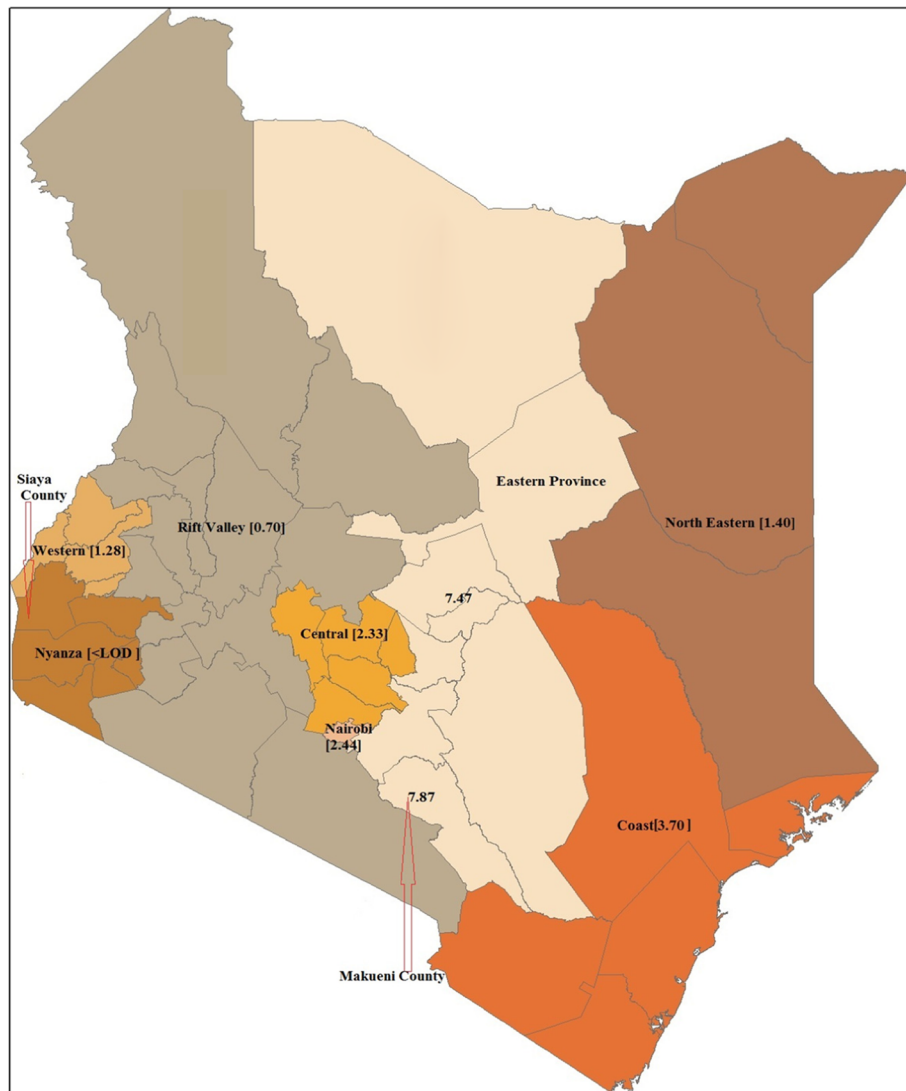 Siaya
County
Eastern Province
Rift Valley [0.70]
North Eastern [1.40]
Western [1.28]
7.47
Central [2.33]
Nyanza [<LOD ]
Nairobi
[2.44]
7.87
Coast[3.70 ]
Makueni County